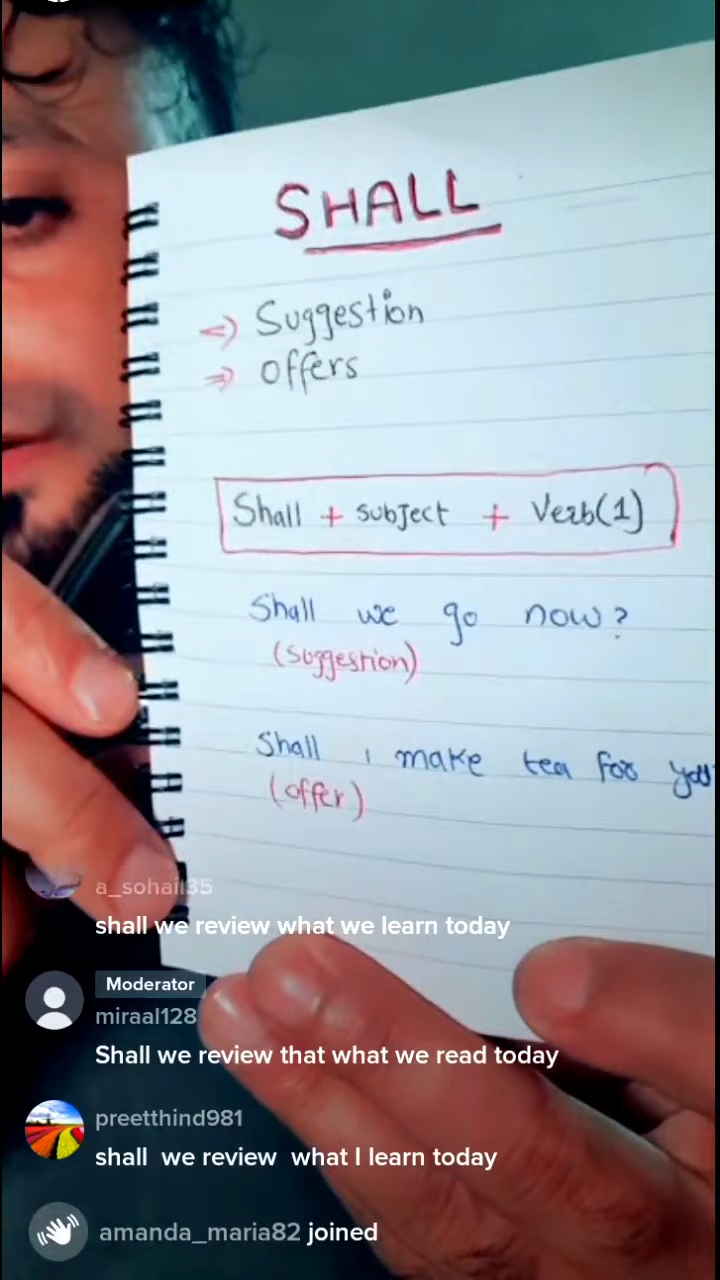 SHALL
⇒ Suggestion
⇒ offers
Shall + subject + Verb(1)
Shall we go now?
(suggestion)
Shall I make tea for you
(offer)
a_sohail35
shall we review what we learn today
Moderator
miraal128
Shall we review that what we read today
preetthind981
shall we review what I learn today
amanda_maria82 joined